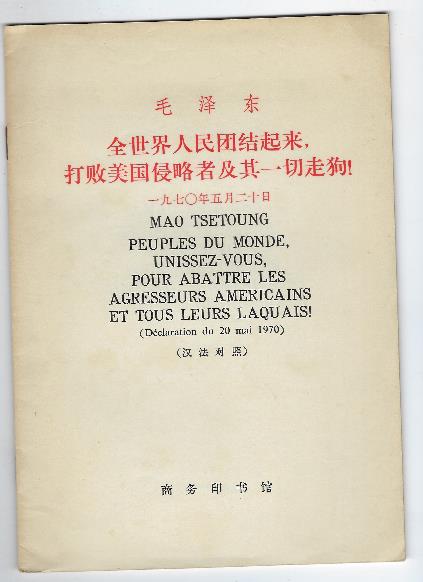 毛泽东
全世界人民团结起来,
打败美国侵略者及其一切走狗!
一九七〇年五月二十日
MAO TSETOUNG
PEUPLES DU MONDE,
UNISSEZ-VOUS,
POUR ABATTRE LES
AGRESSEURS AMERICAINS
ET TOUS LEURS LAQUAIS!
(Déclaration du 20 mai 1970)
(汉法对照)
商务印书馆